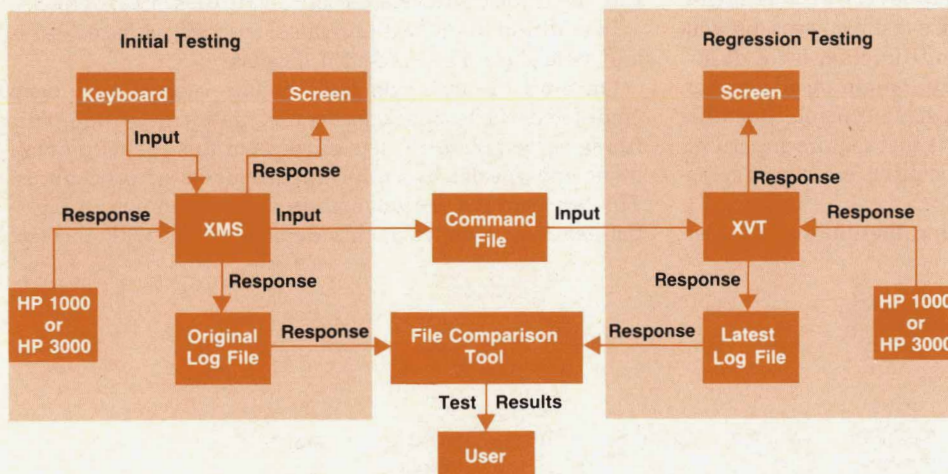 Initial Testing
Regression Testing
Keyboard
Screen
Screen
Input
Response
Response
Response
XMS
Input
Command
File
Input
XVT
Response
HP 1000
or
HP 3000
Response
Original
Log File
Response
File Comparison
Tool
Response
Response
Latest
Log File
HP 1000
or
HP 3000
Test Results
User